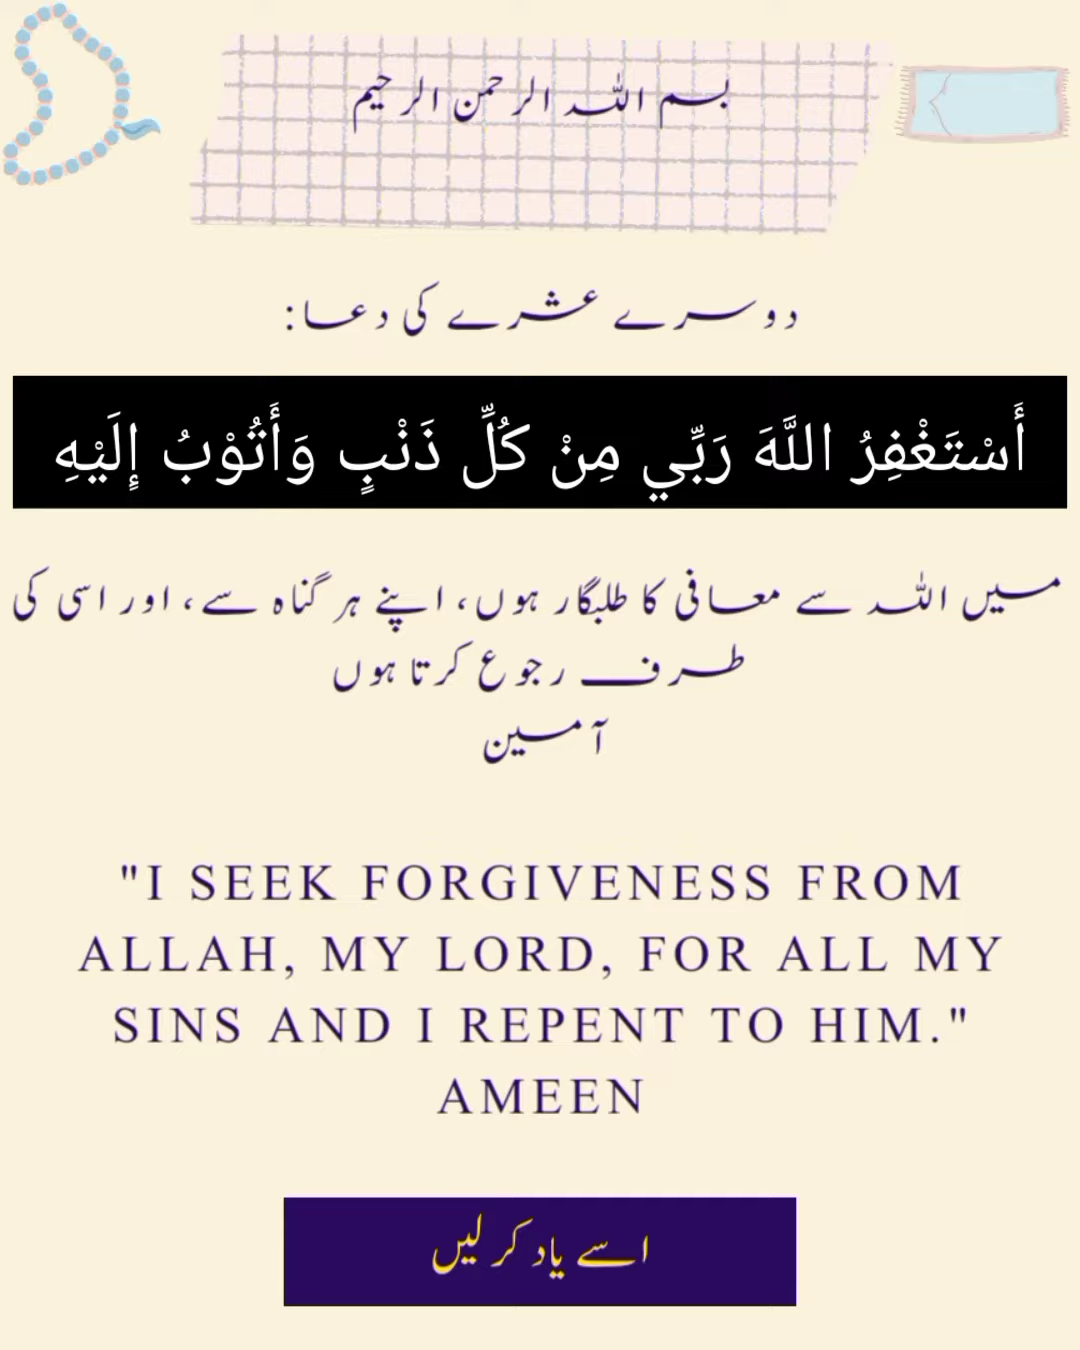 بسم اللہ الرحمن الرحیم
دوسرے عشرے کی دعا:
أَسْتَغْفِرُ اللَّهَ رَبِّي مِنْ كُلِّ ذَنْبٍ وَأَتُوْبُ إِلَيْهِ
میں اللہ سے معافی کا طلبگار ہوں، اپنے ہر گناہ سے، اور اسی کی
طرف رجوع کرتا ہوں
آمین
"I SEEK FORGIVENESS FROM
ALLAH, MY LORD, FOR ALL MY
SINS AND I REPENT TO HIM."
AMEEN
اسے یاد کر لیں